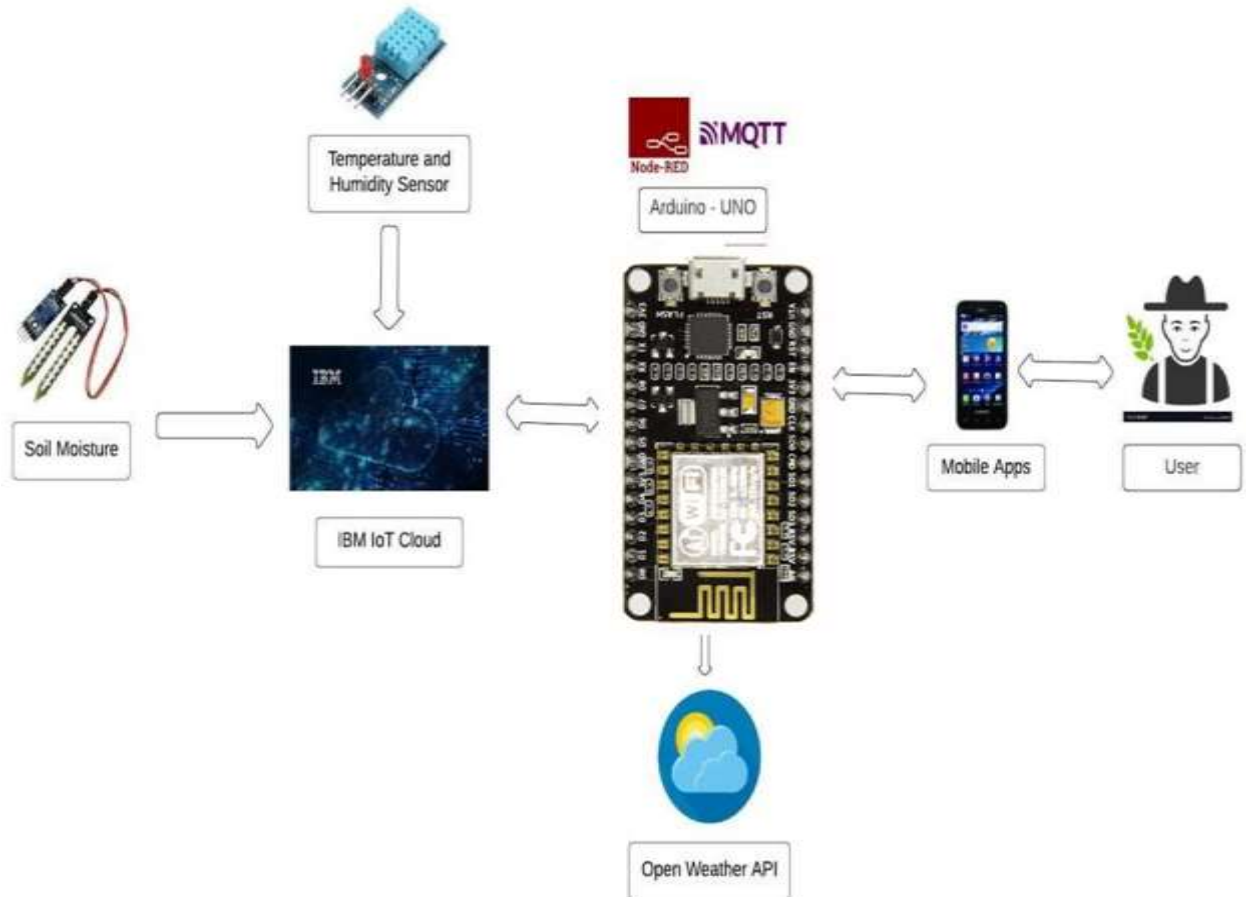 Temperature and
Humidity Sensor
Node-RED
MQTT
Arduino - UNO
Soil Moisture
IBM
IBM IoT Cloud
FLASH
RST
WiFi
Mobile Apps
User
Open Weather API